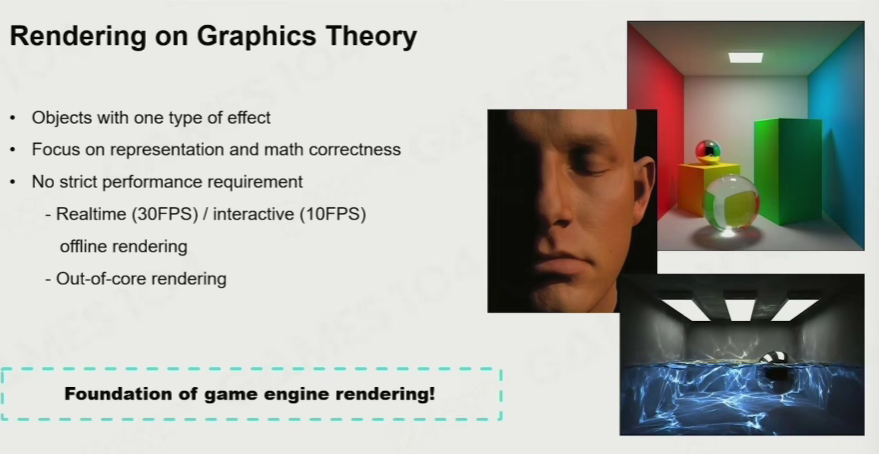 Rendering on Graphics Theory
• Objects with one type of effect
• Focus on representation and math correctness
• No strict performance requirement
- Realtime (30FPS) / interactive (10FPS)
offline rendering
- Out-of-core rendering
Foundation of game engine rendering!